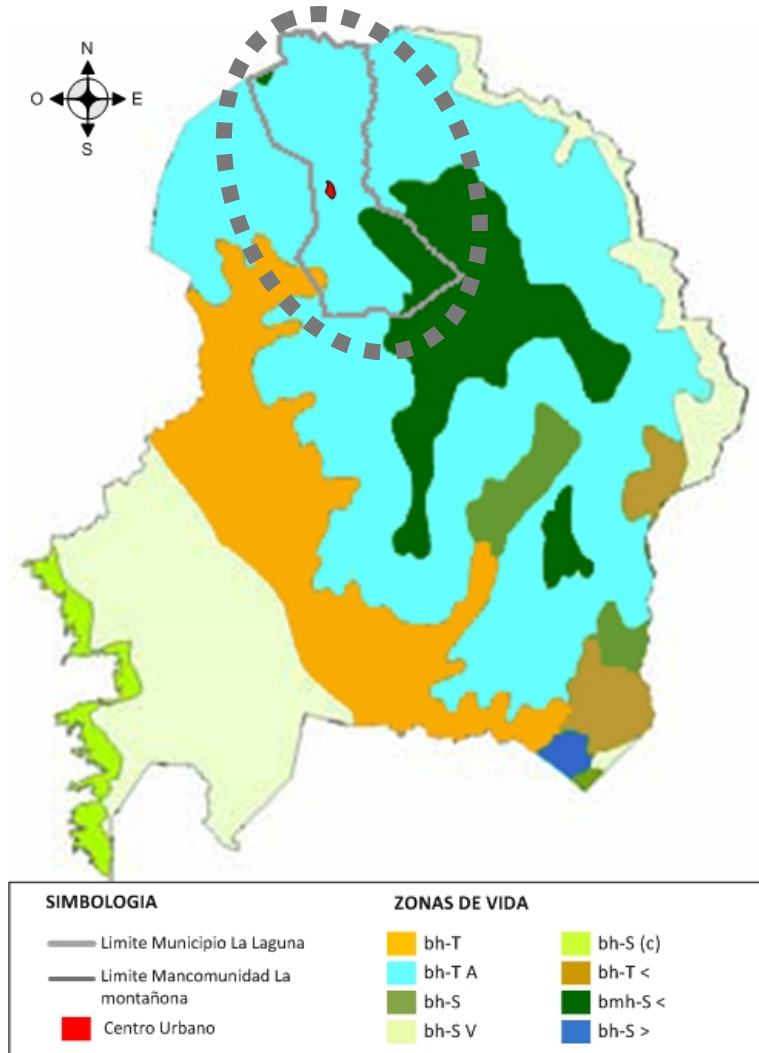 N
O E
S
SIMBOLOGIA
Limite Municipio La Laguna
Limite Mancomunidad La
montañona
Centro Urbano
ZONAS DE VIDA
bh-T
bh-T A
bh-S
bh-S V
bh-S (c)
bh-T <
bmh-S <
bh-S >